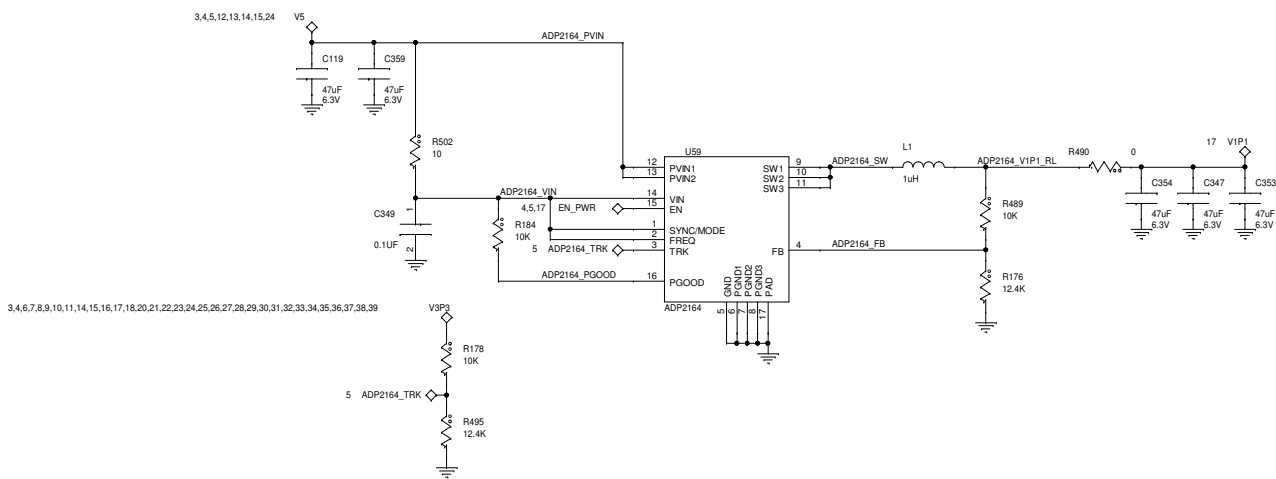 3,4,5,12,13,14,15,24 V5
ADP2164_PVIN
C119
47uF
6.3V
C359
47uF
6.3V
R502
10
U59
12 PVIN1
13 PVIN2
14 VIN
15 EN
1 SYNC/MODE
2 FREQ
3 TRK
16 PGOOD
SW1 9
SW2 10
SW3 11
FB 4
GND 5
PGND1 6
PGND2 7
PGND3 8
PAD 17
ADP2164
ADP2164_VIN
4,5,17 EN_PWR
5 ADP2164_TRK
ADP2164_PGOOD
R184
10K
C349
0.1UF
1
2
ADP2164_SW
L1
1uH
ADP2164_V1P1_RL
R490 0
17 V1P1
C354
47uF
6.3V
C347
47uF
6.3V
C353
47uF
6.3V
R489
10K
ADP2164_FB
R176
12.4K
3,4,6,7,8,9,10,11,14,15,16,17,18,20,21,22,23,24,25,26,27,28,29,30,31,32,33,34,35,36,37,38,39 V3P3
R178
10K
5 ADP2164_TRK
R495
12.4K